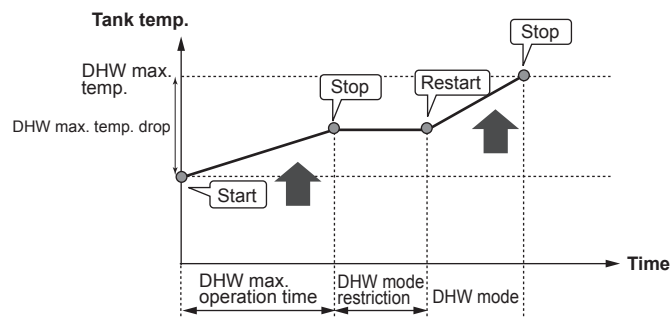 Tank temp.
Stop
DHW max.
temp.
Stop
Restart
DHW max. temp. drop
Start
Time
DHW max.
operation time
DHW mode
restriction
DHW mode